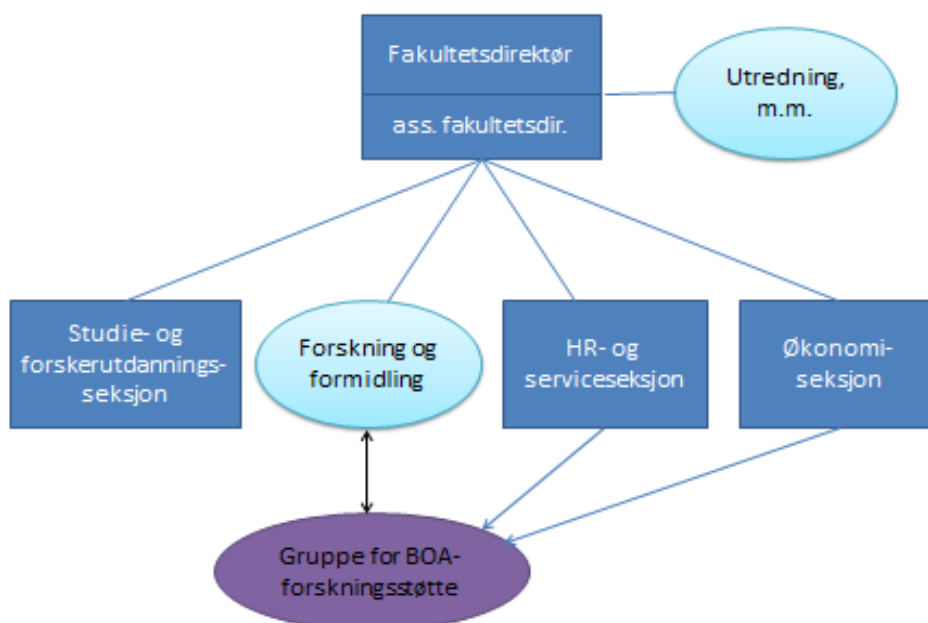 Fakultetsdirektør
ass. fakultetsdir.
Utredning,
m.m.
Studie- og
forskerutdannings-
seksjon
Forskning og
formidling
HR- og
serviceseksjon
Økonomi-
seksjon
Gruppe for BOA-
forskningsstøtte